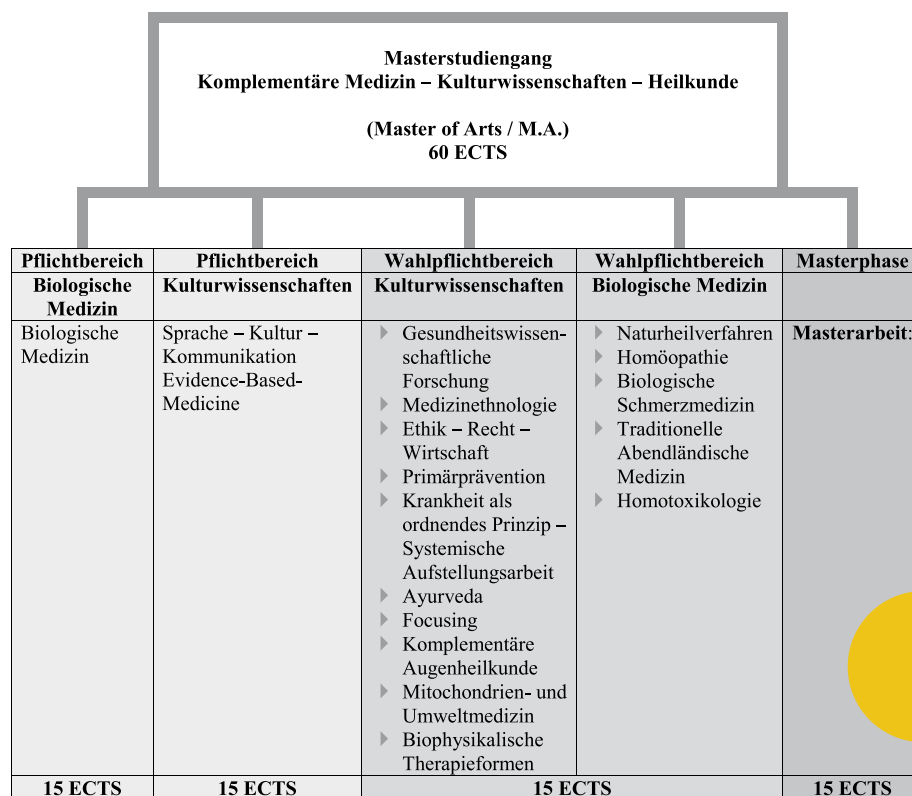 Masterstudiengang
Komplementäre Medizin – Kulturwissenschaften – Heilkunde
(Master of Arts / M.A.)
60 ECTS
Pflichtbereich
Biologische
Medizin
Biologische
Medizin
15 ECTS
Pflichtbereich
Kulturwissenschaften
Sprache – Kultur –
Kommunikation
Evidence-Based-
Medicine
15 ECTS
Wahlpflichtbereich
Kulturwissenschaften
Gesundheitswissen-
schaftliche
Forschung
Medizinethnologie
Ethik – Recht –
Wirtschaft
Primärprävention
Krankheit als
ordnendes Prinzip –
Systemische
Aufstellungsarbeit
Ayurveda
Focusing
Komplementäre
Augenheilkunde
Mitochondrien- und
Umweltmedizin
Biophysikalische
Therapieformen
Wahlpflichtbereich
Biologische Medizin
Naturheilverfahren
Homöopathie
Biologische
Schmerzmedizin
Traditionelle
Abendländische
Medizin
Homotoxikologie
15 ECTS
Masterphase
Masterarbeit:
15 ECTS